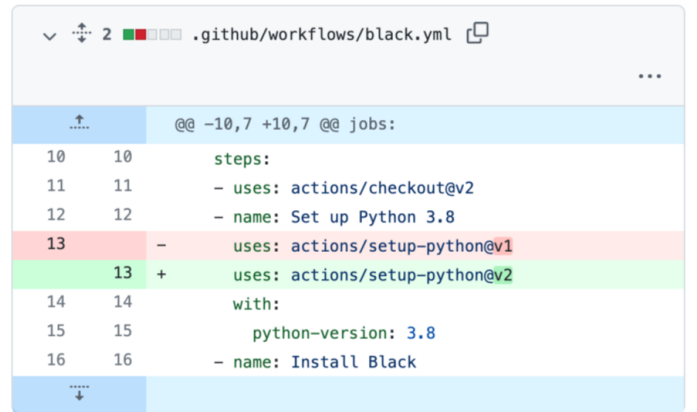 2 .github/workflows/black.yml
...
@@ -10,7 +10,7 @@ jobs:
10 10 steps:
11 11 - uses: actions/checkout@v2
12 12 - name: Set up Python 3.8
13 - uses: actions/setup-python@v1
13 + uses: actions/setup-python@v2
14 14 with:
15 15 python-version: 3.8
16 16 - name: Install Black